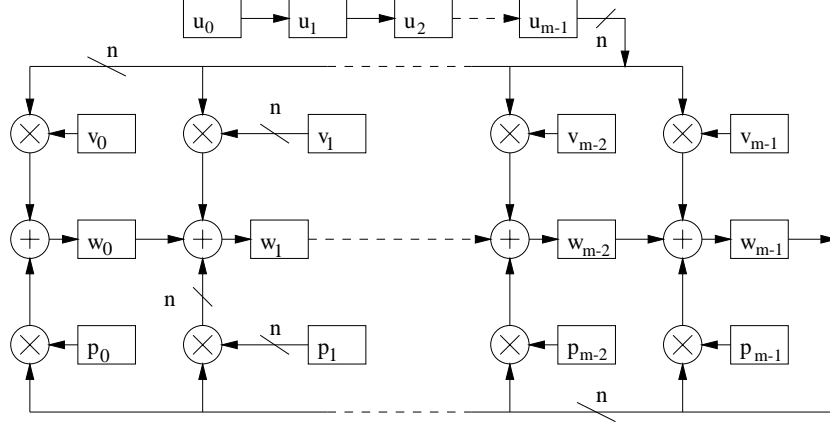 u₀ u₁ u₂ uₘ₋₁
n
n
n
v₀ v₁ vₘ₋₂ vₘ₋₁
w₀ w₁ wₘ₋₂ wₘ₋₁
n
n
p₀ p₁ pₘ₋₂ pₘ₋₁
n